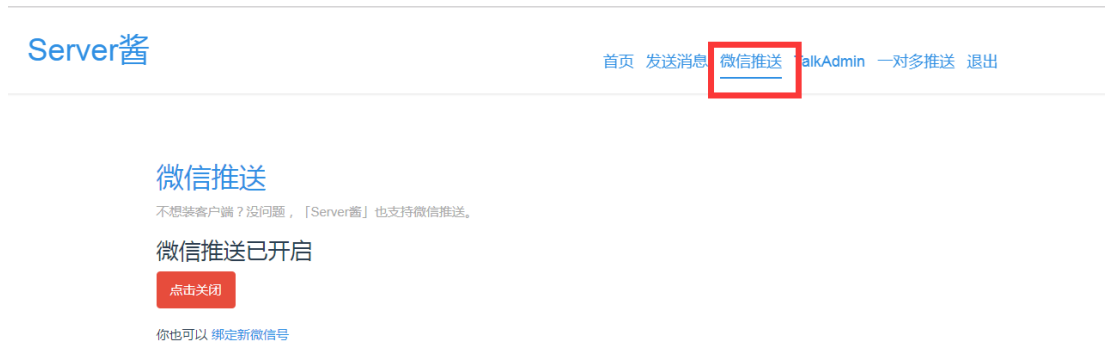 Server酱
首页 发送消息 微信推送 TalkAdmin 一对多推送 退出
微信推送
不想装客户端？没问题，「Server酱」也支持微信推送。
微信推送已开启
点击关闭
你也可以 绑定新微信号